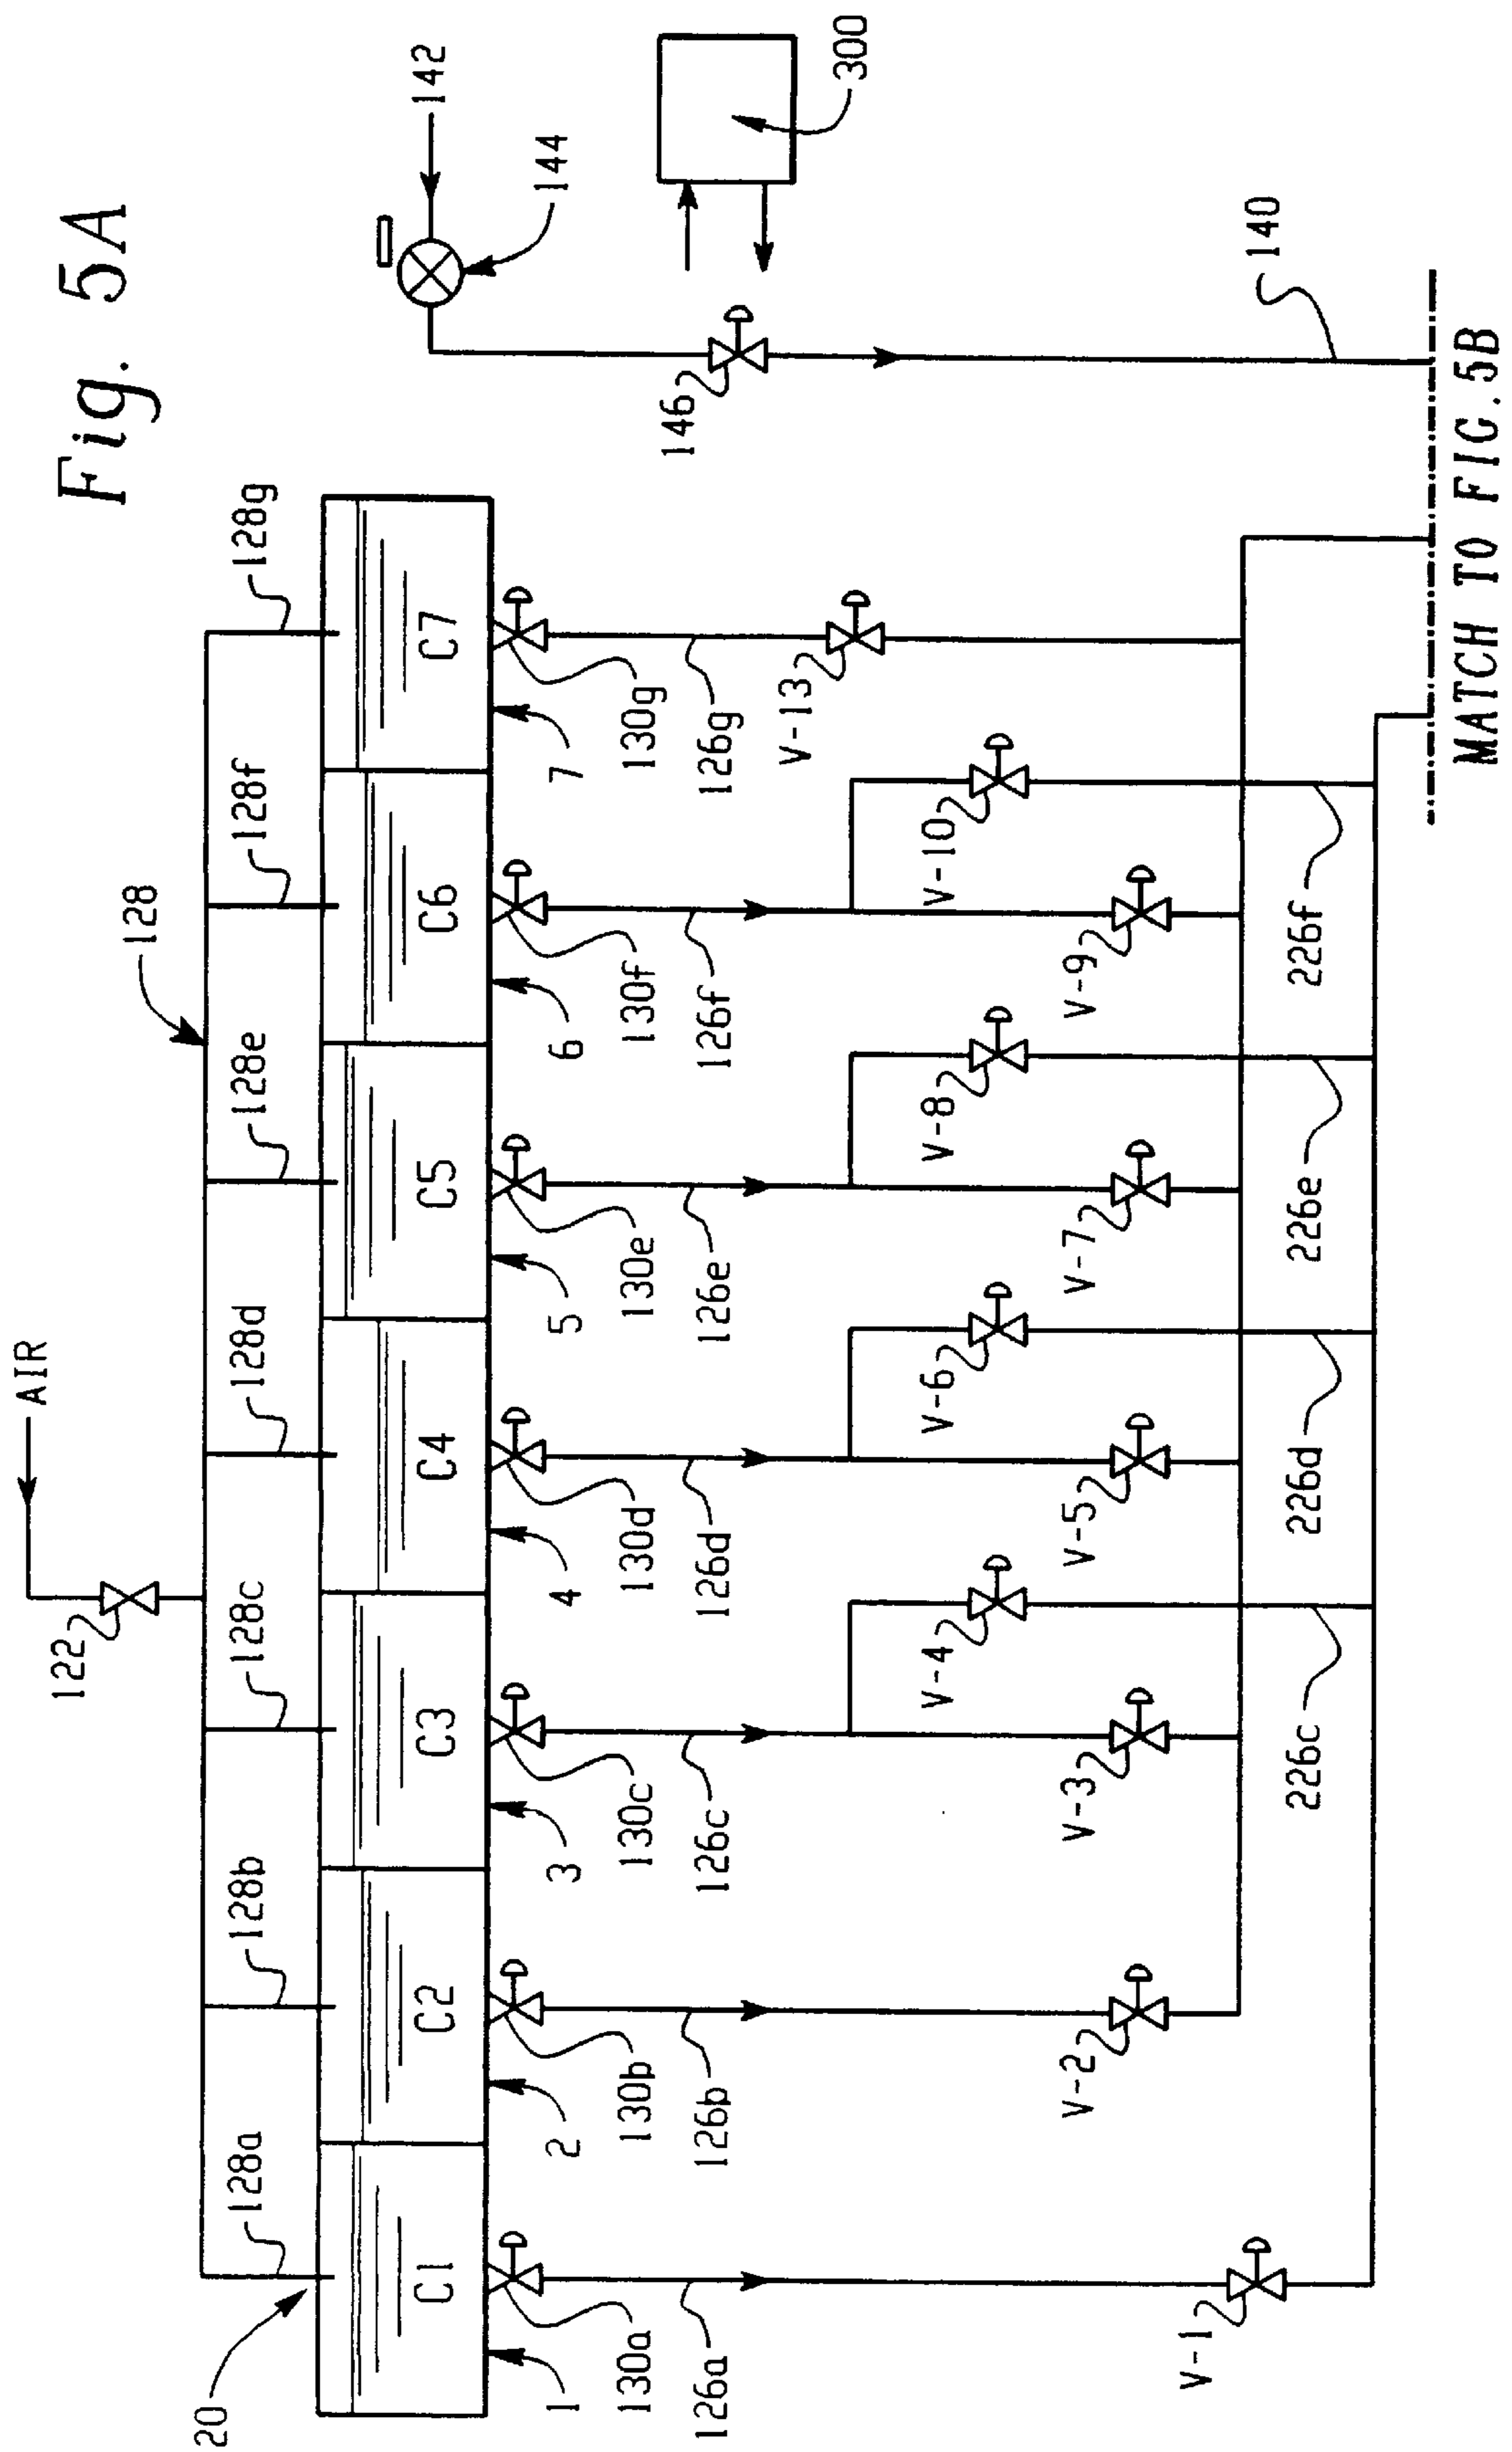 Fig. 5A
AIR
122
128
128a
128b
128c
128d
128e
128f
128g
20
C1
C2
C3
C4
C5
C6
C7
142
144
146
300
1
2
3
4
5
6
7
130a
130b
130c
130d
130e
130f
130g
126a
126b
126c
126d
126e
126f
126g
V-13
V-4
V-6
V-8
V-10
V-2
V-3
V-5
V-7
V-9
V-1
226c
226d
226e
226f
140
MATCH TO FIG.5B